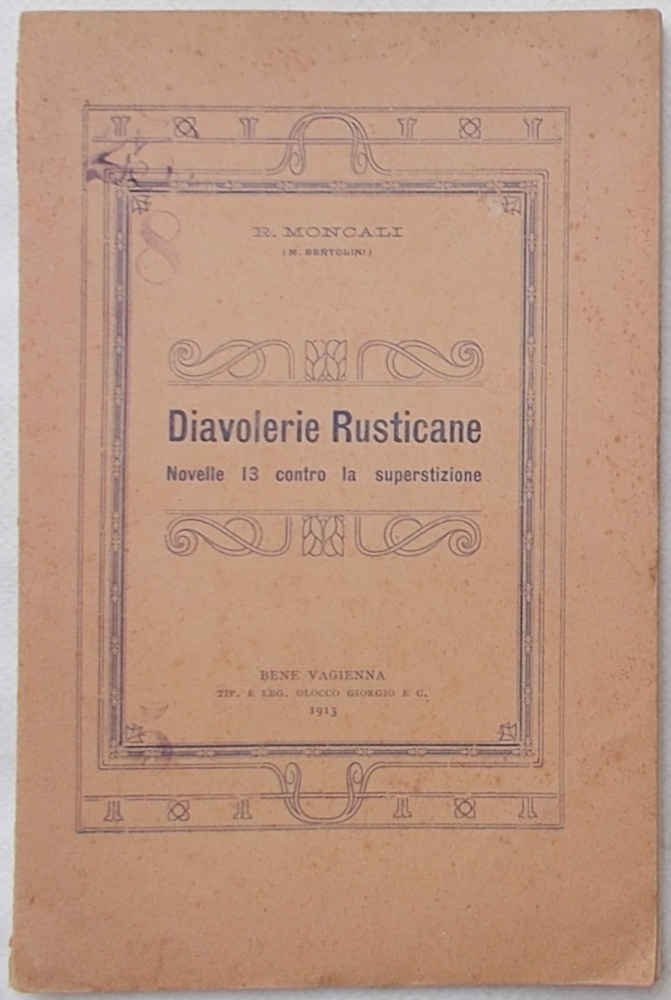 R. MONCALI
(M. BERTOLINI)
Diavolerie Rusticane
Novelle 13 contro la superstizione
BENE VAGIENNA
TIP. E LEG. OLOCCO GIORGIO E C.
1913